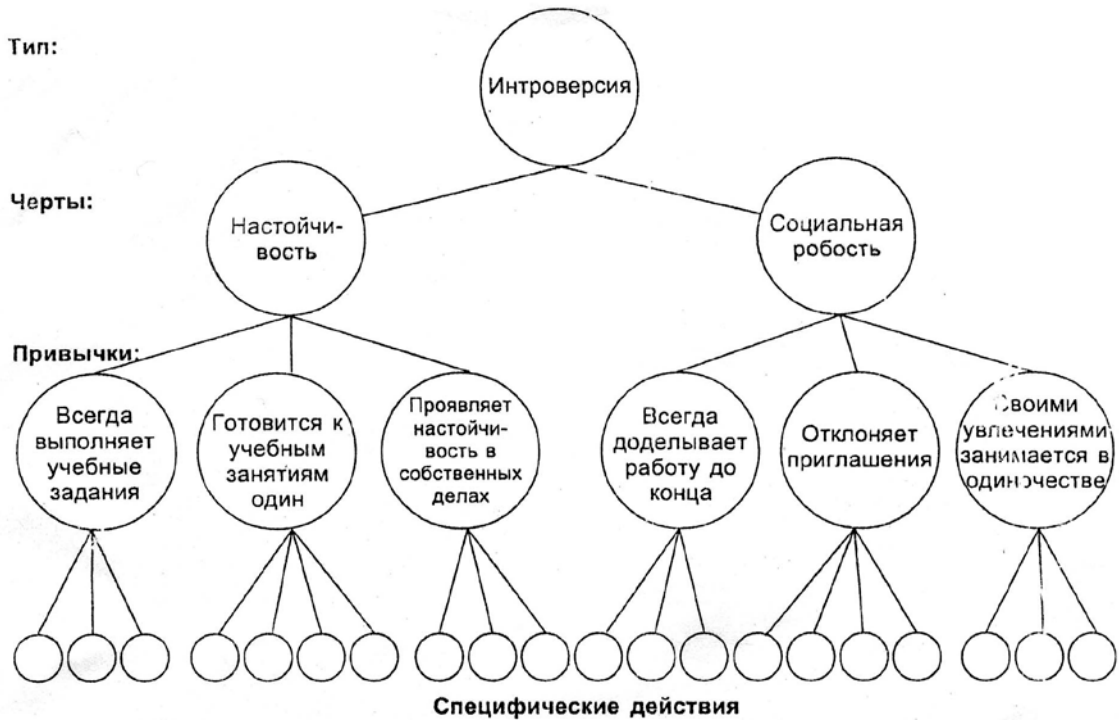 Тип:
Интроверсия
Черты:
Настойчи-
вость
Социальная
робость
Привычки:
Всегда
выполняет
учебные
задания
Готовится к
учебным
занятиям
один
Проявляет
настойчи-
вость в
собственных
делах
Всегда
доделывает
работу до
конца
Отклоняет
приглашения
Своими
увлечениями
занимается в
одиночестве
Специфические действия